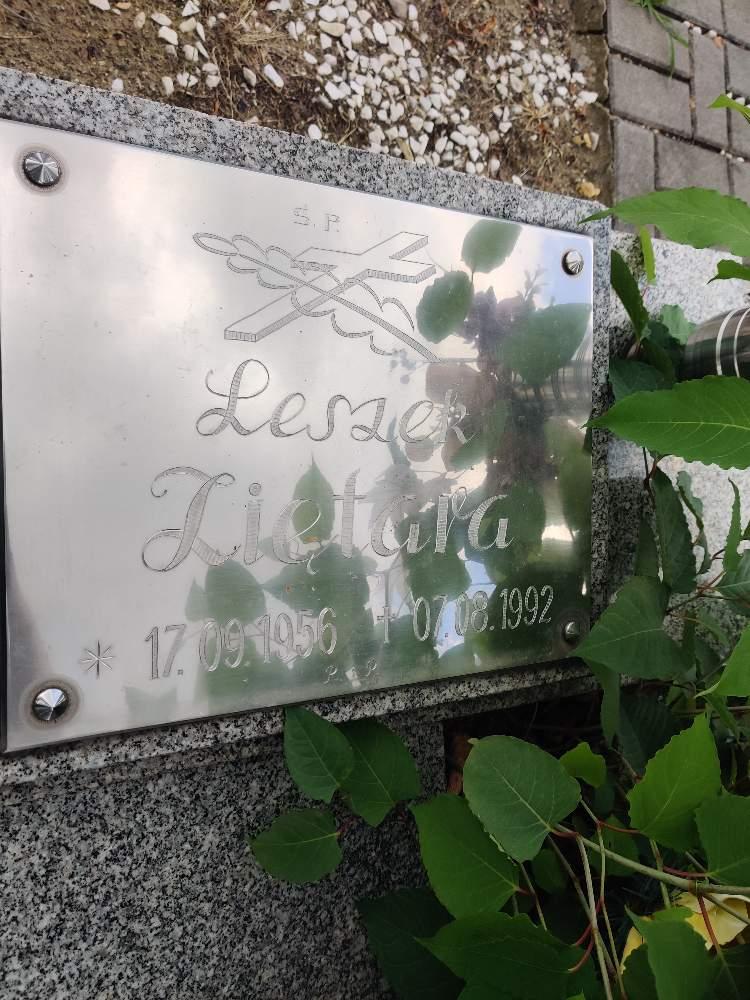 Ś.P.
Leszek
Ziętara
* 17.09.1956 † 07.08.1992
P.P.